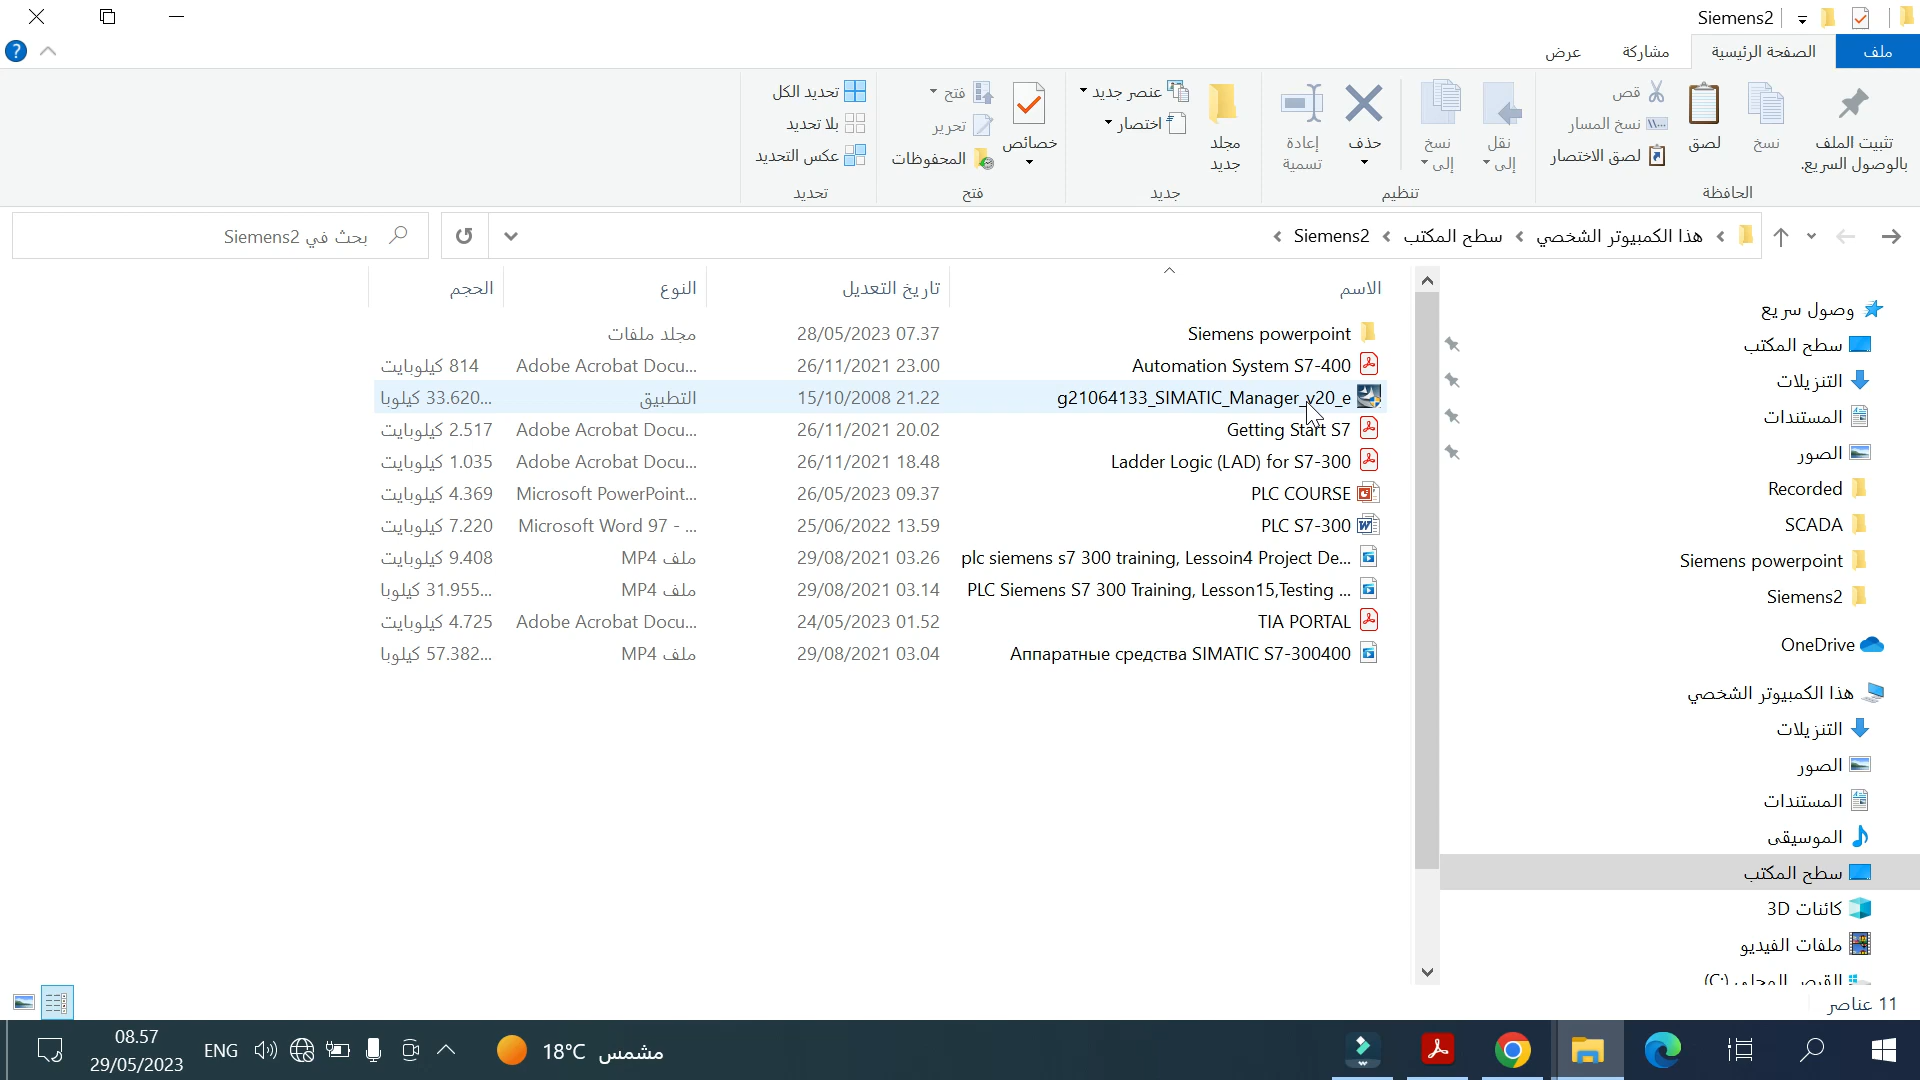 Siemens2
ملف
الصفحة الرئيسية
مشاركة
عرض
تثبيت الملف
بالوصول السريع.
نسخ
لصق
قص
نسخ المسار
لصق الاختصار
الحافظة
نقل
إلى
نسخ
إلى
حذف
إعادة
تسمية
تنظيم
مجلد
جديد
عنصر جديد
اختصار
جديد
خصائص
فتح
تحرير
المحفوظات
فتح
تحديد الكل
بلا تحديد
عكس التحديد
تحديد
هذا الكمبيوتر الشخصي
سطح المكتب
Siemens2
بحث في Siemens2
وصول سريع
سطح المكتب
التنزيلات
المستندات
الصور
Recorded
SCADA
Siemens powerpoint
Siemens2
OneDrive
هذا الكمبيوتر الشخصي
التنزيلات
الصور
المستندات
الموسيقى
سطح المكتب
كائنات 3D
ملفات الفيديو
القرص المحلي (C:)
الاسم تاريخ التعديل النوع الحجم
Siemens powerpoint 28/05/2023 07.37 مجلد ملفات
Automation System S7-400 26/11/2021 23.00 Adobe Acrobat Docu... 814 كيلوبايت
g21064133_SIMATIC_Manager_v20_e 15/10/2008 21.22 التطبيق 33.620 كيلوبا...
Getting Start S7 26/11/2021 20.02 Adobe Acrobat Docu... 2.517 كيلوبايت
Ladder Logic (LAD) for S7-300 26/11/2021 18.48 Adobe Acrobat Docu... 1.035 كيلوبايت
PLC COURSE 26/05/2023 09.37 Microsoft PowerPoint... 4.369 كيلوبايت
PLC S7-300 25/06/2022 13.59 Microsoft Word 97 - ... 7.220 كيلوبايت
plc siemens s7 300 training, Lessoin4 Project De... 29/08/2021 03.26 ملف MP4 9.408 كيلوبايت
PLC Siemens S7 300 Training, Lesson15,Testing ... 29/08/2021 03.14 ملف MP4 31.955 كيلوبا...
TIA PORTAL 24/05/2023 01.52 Adobe Acrobat Docu... 4.725 كيلوبايت
Аппаратные средства SIMATIC S7-300400 29/08/2021 03.04 ملف MP4 57.382 كيلوبا...
11 عناصر
مشمس 18°C
ENG
08.57
29/05/2023